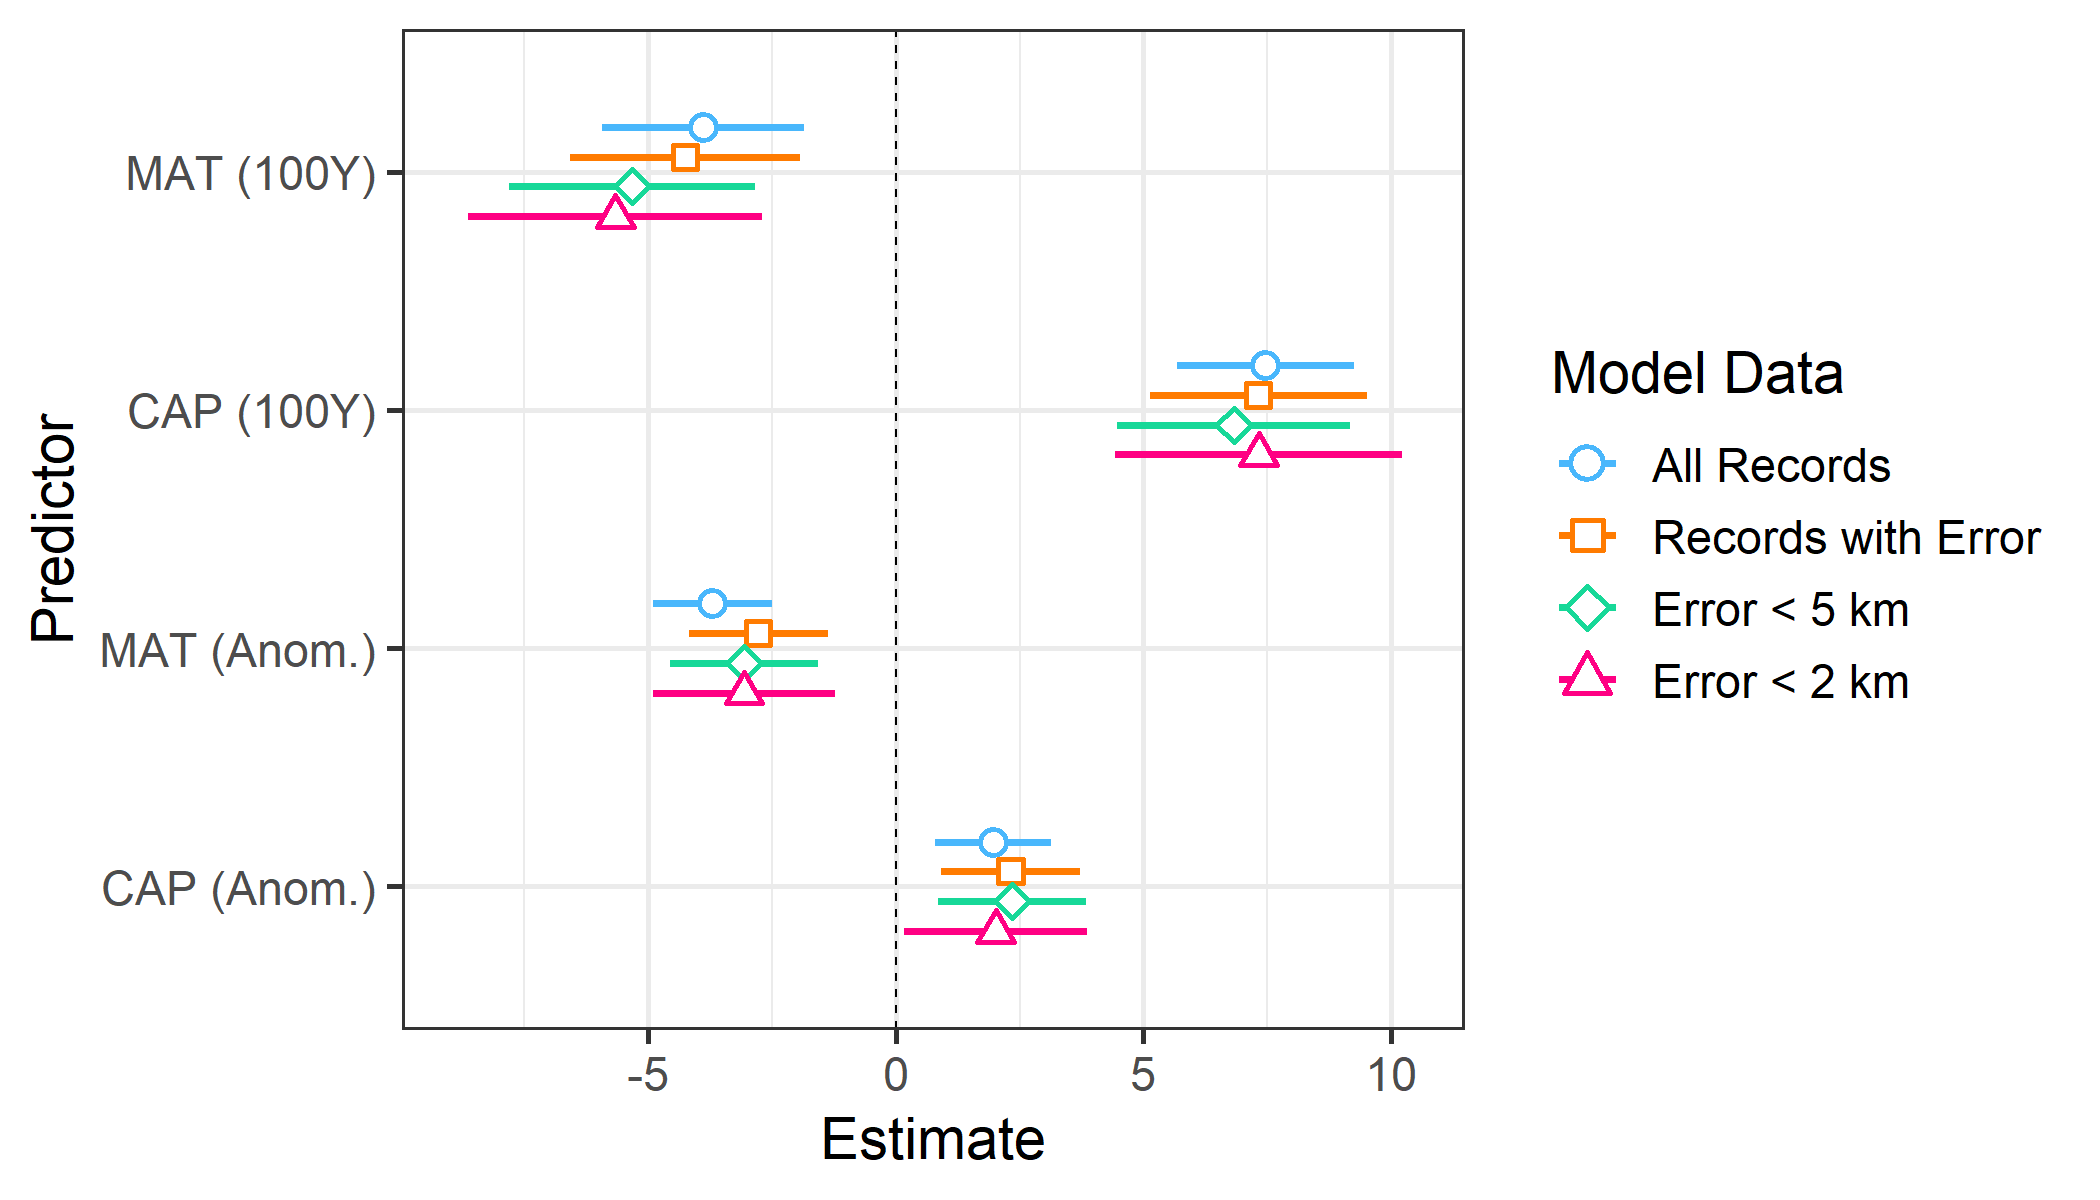 MAT (100Y)
CAP (100Y)
MAT (Anom.)
CAP (Anom.)
Predictor
-5 0 5 10
Estimate
Model Data
All Records
Records with Error
Error < 5 km
Error < 2 km